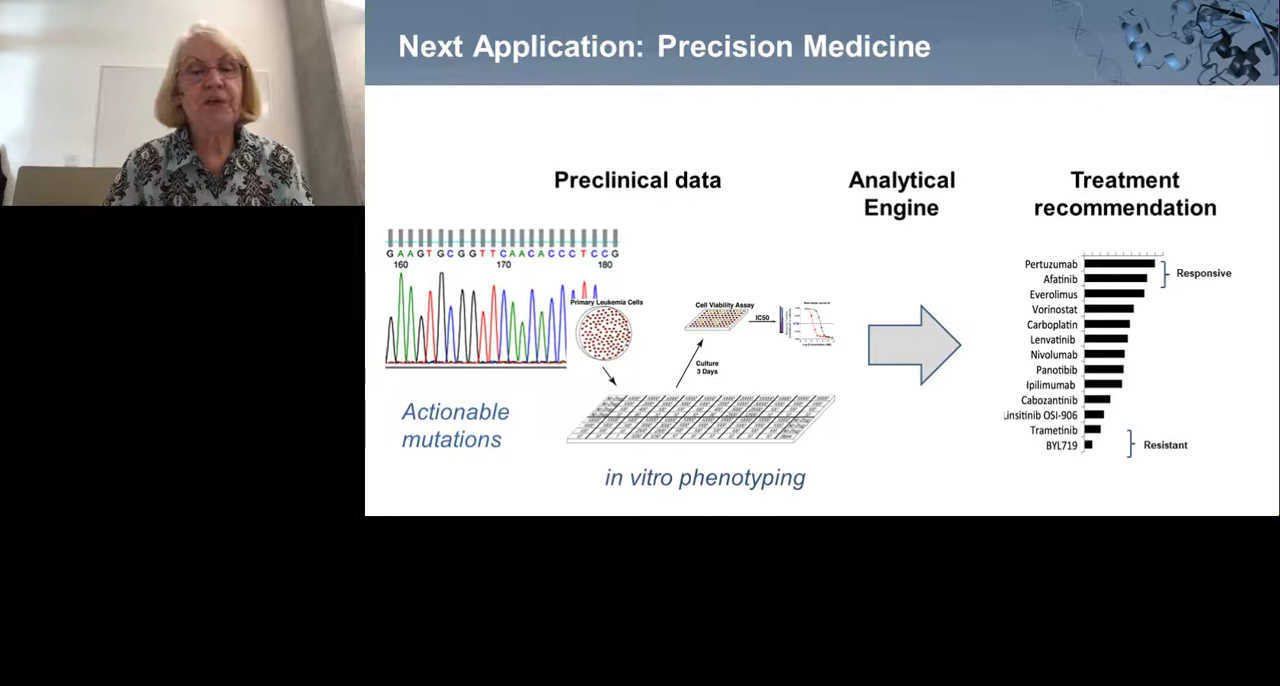 Next Application: Precision Medicine
Preclinical data
Analytical
Engine
Treatment
recommendation
GAAGTGCGGTTCAACACCCTCCG
160 170 180
Primary Leukemia Cells
Cell Viability Assay
IC50
Culture
3 Days
Actionable
mutations
in vitro phenotyping
Pertuzumab
Afatinib
Responsive
Everolimus
Vorinostat
Carboplatin
Lenvatinib
Nivolumab
Panotibib
Ipilimumab
Cabozantinib
insitinib OSI-906
Trametinib
BYL719
Resistant